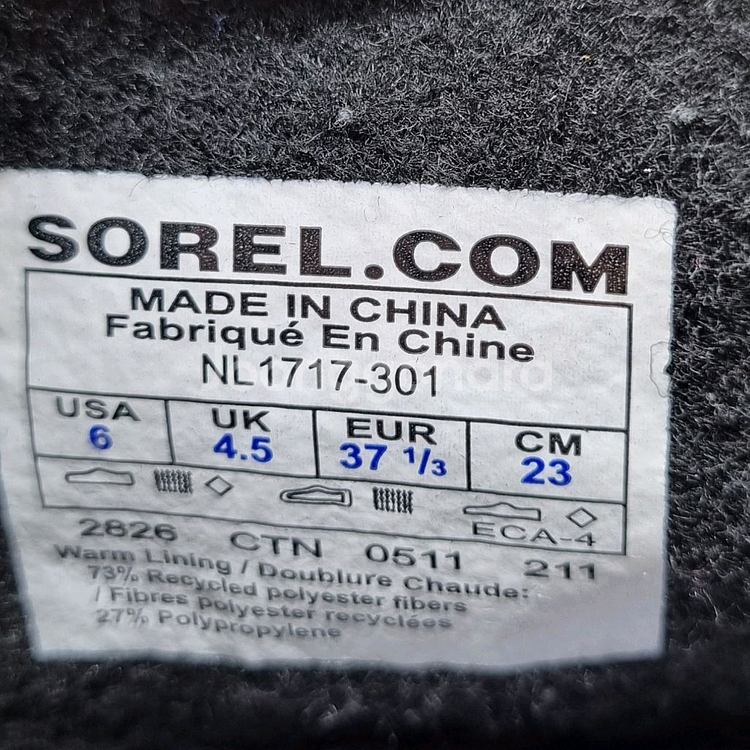 SOREL.COM
MADE IN CHINA
Fabriqué En Chine
NL1717-301
USA UK EUR CM
6 4.5 37 1/3 23
ECA-4
2826 CTN 0511 211
Warm Lining / Doublure Chaude:
73% Recycled polyester fibers
/ Fibres polyester recyclées
27% Polypropylene